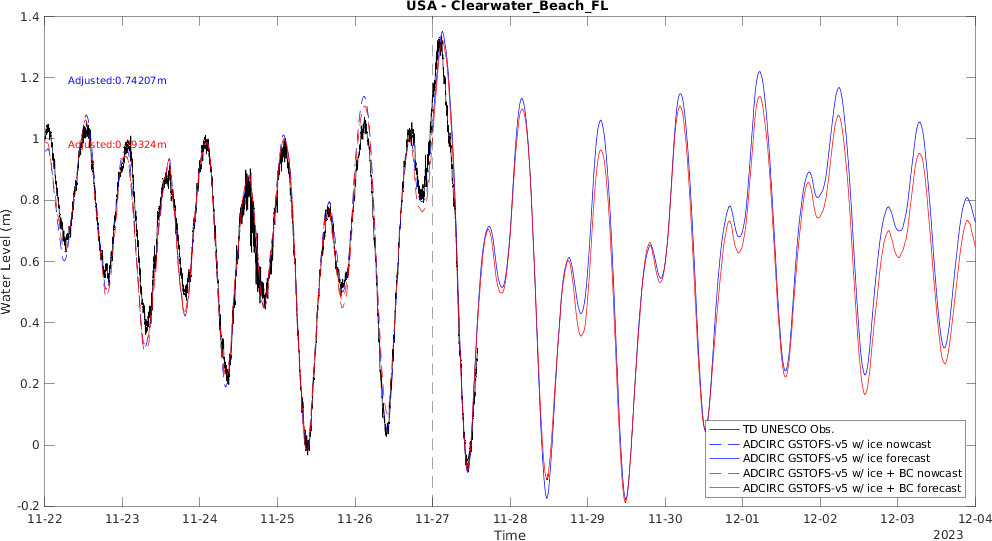 USA - Clearwater_Beach_FL
1.4
1.2
1
0.8
0.6
0.4
0.2
0
-0.2
Water Level (m)
Adjusted:0.74207m
TD UNESCO Obs.
ADCIRC GSTOFS-v5 w/ ice nowcast
ADCIRC GSTOFS-v5 w/ ice forecast
ADCIRC GSTOFS-v5 w/ ice + BC nowcast
ADCIRC GSTOFS-v5 w/ ice + BC forecast
11-22 11-23 11-24 11-25 11-26 11-27 11-28 11-29 11-30 12-01 12-02 12-03 12-04
Time
2023